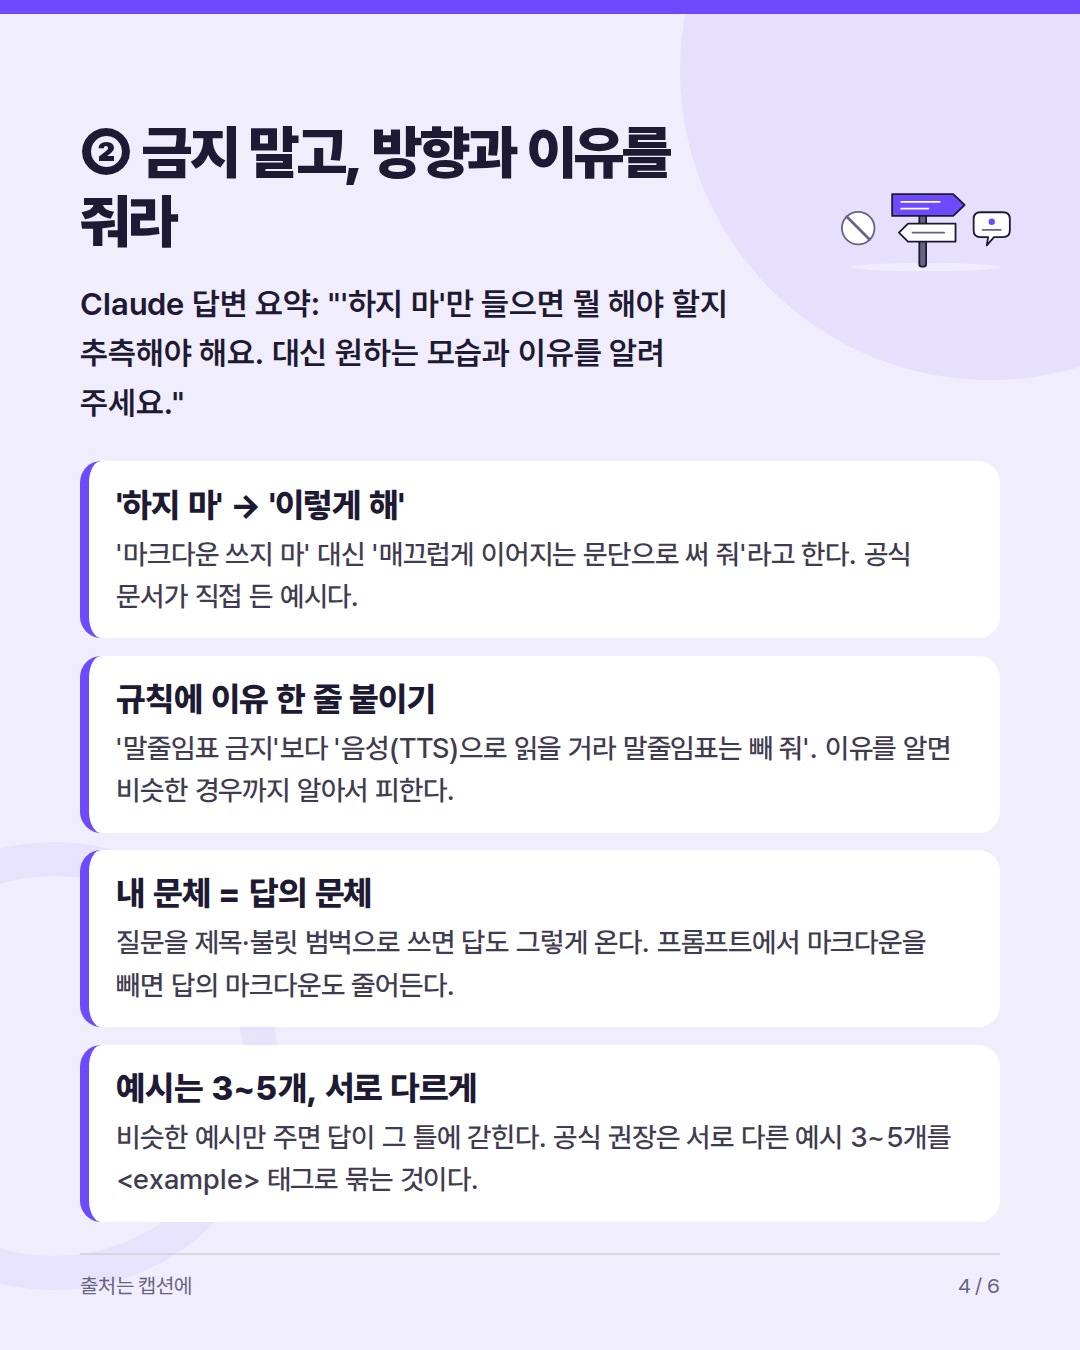 ❷ 금지 말고, 방향과 이유를
줘라
Claude 답변 요약: "'하지 마'만 들으면 뭘 해야 할지
추측해야 해요. 대신 원하는 모습과 이유를 알려
주세요."
'하지 마' → '이렇게 해'
'마크다운 쓰지 마' 대신 '매끄럽게 이어지는 문단으로 써 줘'라고 한다. 공식
문서가 직접 든 예시다.
규칙에 이유 한 줄 붙이기
'말줄임표 금지'보다 '음성(TTS)으로 읽을 거라 말줄임표는 빼 줘'. 이유를 알면
비슷한 경우까지 알아서 피한다.
내 문체 = 답의 문체
질문을 제목·불릿 범벅으로 쓰면 답도 그렇게 온다. 프롬프트에서 마크다운을
빼면 답의 마크다운도 줄어든다.
예시는 3~5개, 서로 다르게
비슷한 예시만 주면 답이 그 틀에 갇힌다. 공식 권장은 서로 다른 예시 3~5개를
<example> 태그로 묶는 것이다.
출처는 캡션에
4 / 6